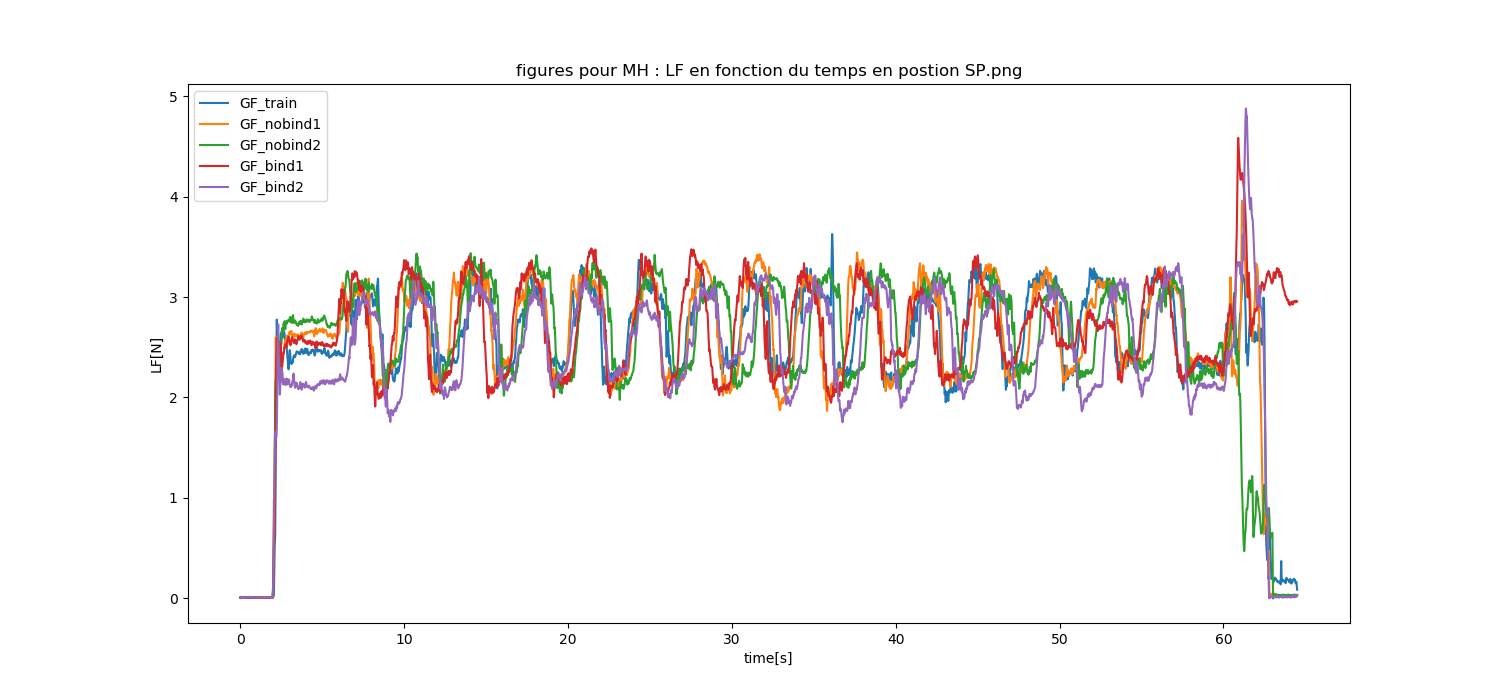 figures pour MH : LF en fonction du temps en postion SP.png
GF_train
GF_nobind1
GF_nobind2
GF_bind1
GF_bind2
5
4
3
2
1
0
LF[N]
0 10 20 30 40 50 60
time[s]